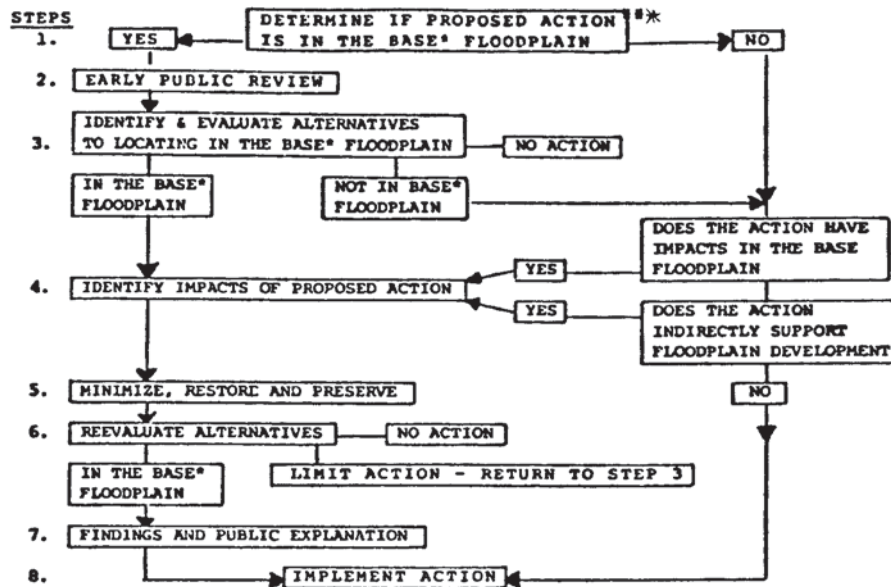 STEPS
DETERMINE IF PROPOSED ACTION**
IS IN THE BASE* FLOODPLAIN
1.
YES
NO
2.
EARLY PUBLIC REVIEW
3.
IDENTIFY & EVALUATE ALTERNATIVES
TO LOCATING IN THE BASE* FLOODPLAIN
NO ACTION
IN THE BASE*
FLOODPLAIN
NOT IN BASE*
FLOODPLAIN
DOES THE ACTION HAVE
IMPACTS IN THE BASE
FLOODPLAIN
YES
4.
IDENTIFY IMPACTS OF PROPOSED ACTION
YES
DOES THE ACTION
INDIRECTLY SUPPORT
FLOODPLAIN DEVELOPMENT
5.
MINIMIZE, RESTORE AND PRESERVE
NO
6.
REEVALUATE ALTERNATIVES
NO ACTION
IN THE BASE*
FLOODPLAIN
LIMIT ACTION - RETURN TO STEP 3
7.
FINDINGS AND PUBLIC EXPLANATION
8.
IMPLEMENT ACTION